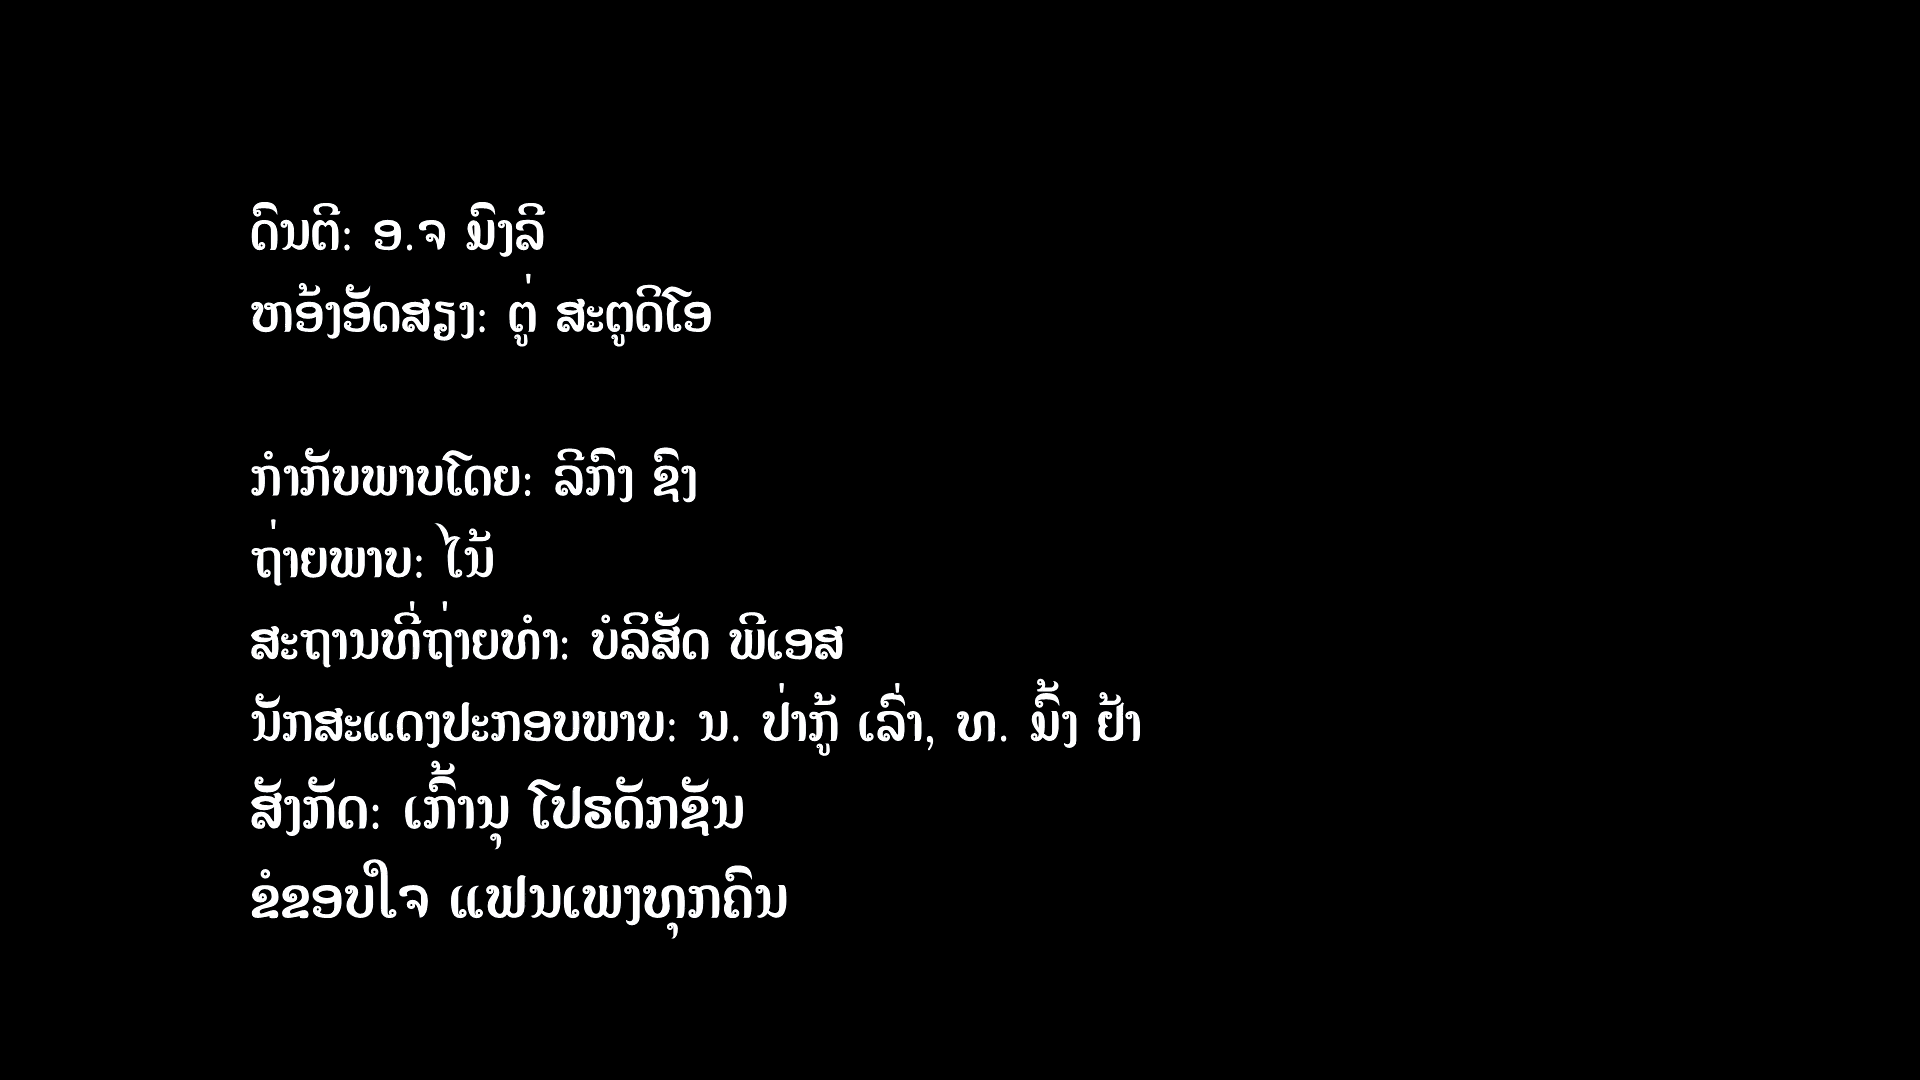 ດົນຕີ: ອ.ຈ ມົງລີ
ຫອ້ງອັດສຽງ: ຕູ່ ສະຕູດິໂອ
ກຳກັບພາບໂດຍ: ລີກົງ ຊົງ
ຖ່າຍພາບ: ໄນ້
ສະຖານທີ່ຖ່າຍທຳ: ບໍລິສັດ ພີເອສ
ນັກສະແດງປະກອບພາບ: ນ. ປ່າກູ້ ເລົ່າ, ທ. ມົ້ງ ຢ້າ
ສັງກັດ: ເກົ້ານຸ ໂປຣດັກຊັນ
ຂໍຂອບໃຈ ແຟນເພງທຸກຄົນ